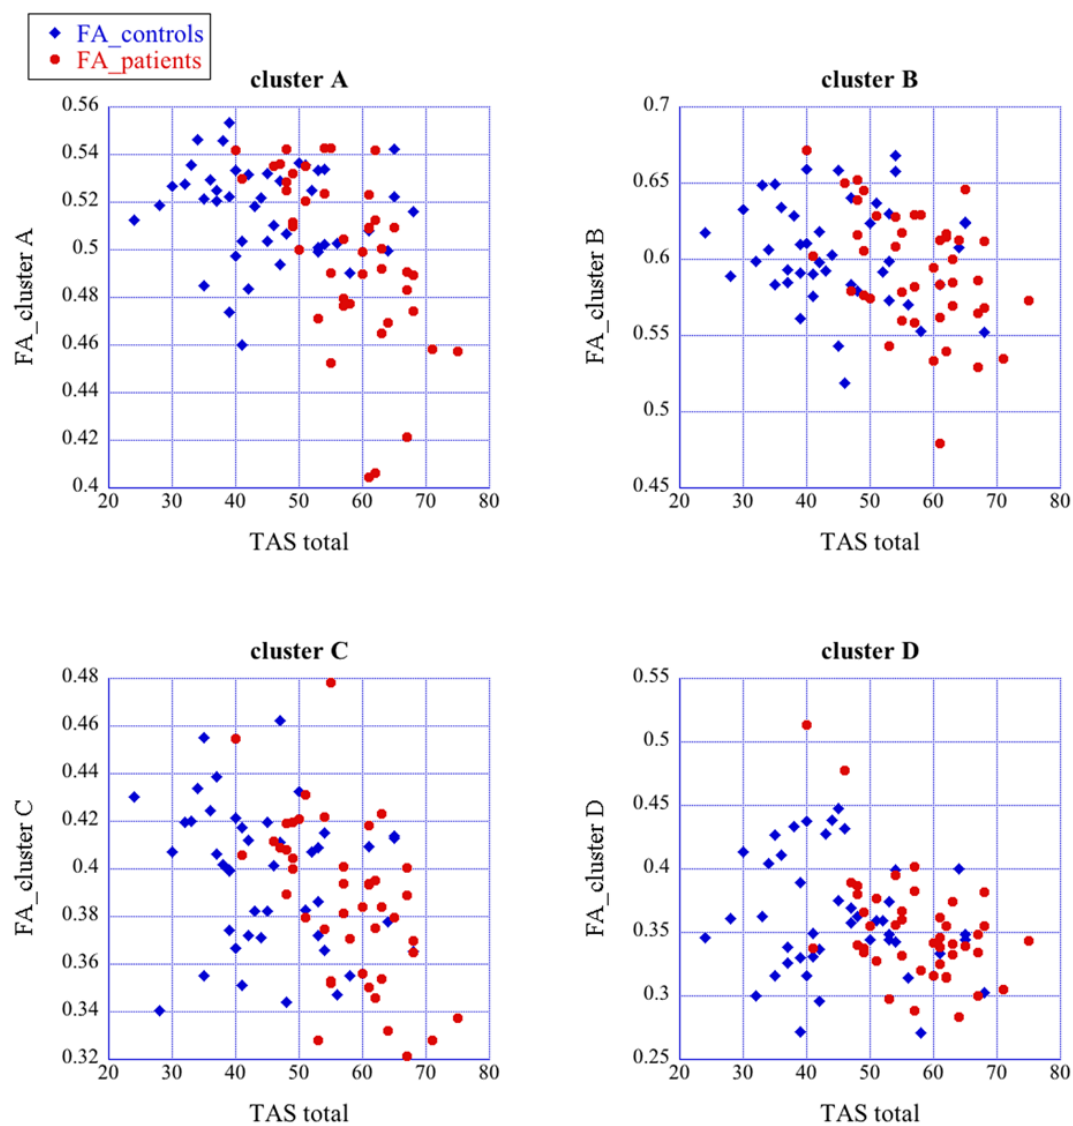 FA_controls
FA_patients
cluster A
0.56
0.54
0.52
0.5
0.48
0.46
0.44
0.42
0.4
FA_cluster A
20 30 40 50 60 70 80
TAS total
cluster B
0.7
0.65
0.6
0.55
0.5
0.45
FA_cluster B
20 30 40 50 60 70 80
TAS total
cluster C
0.48
0.46
0.44
0.42
0.4
0.38
0.36
0.34
0.32
FA_cluster C
20 30 40 50 60 70 80
TAS total
cluster D
0.55
0.5
0.45
0.4
0.35
0.3
0.25
FA_cluster D
20 30 40 50 60 70 80
TAS total